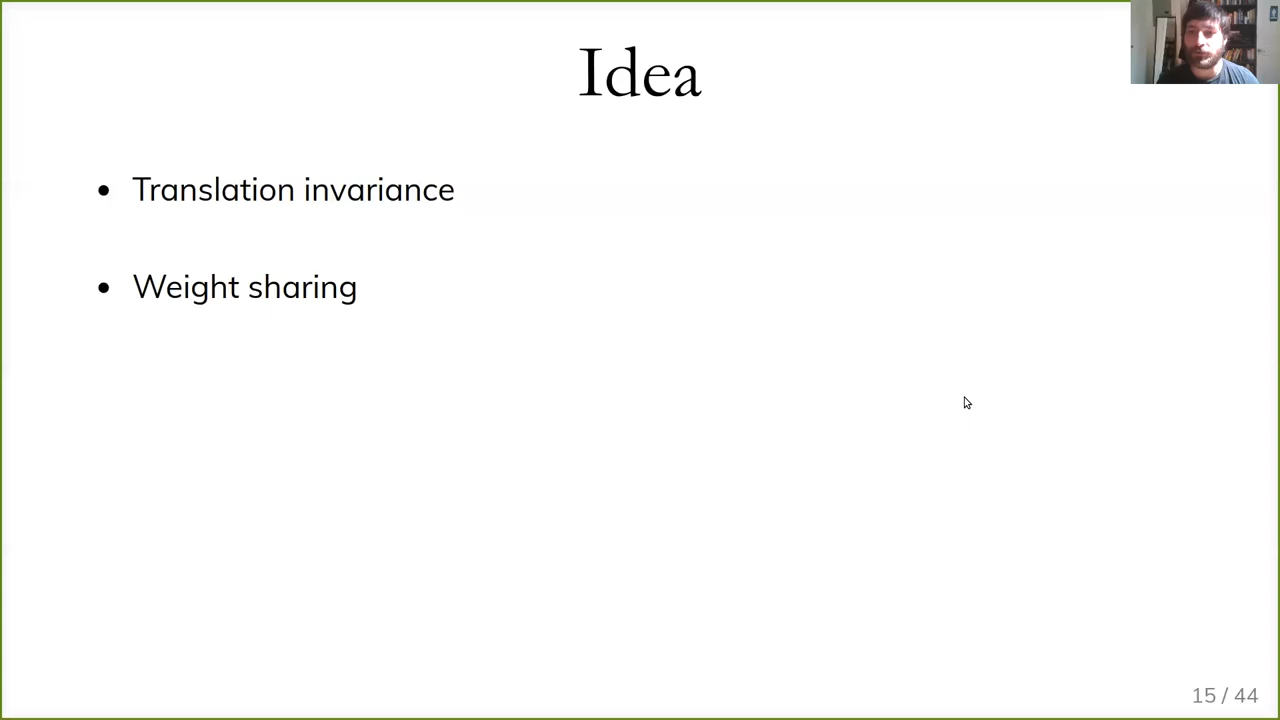 Idea
• Translation invariance
• Weight sharing
15 / 44